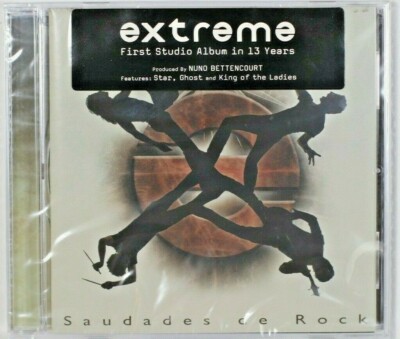 extreme
First Studio Album in 13 Years
Produced by NUNO BETTENCOURT
Features: Star, Ghost and King of the Ladies
Saudades de Rock